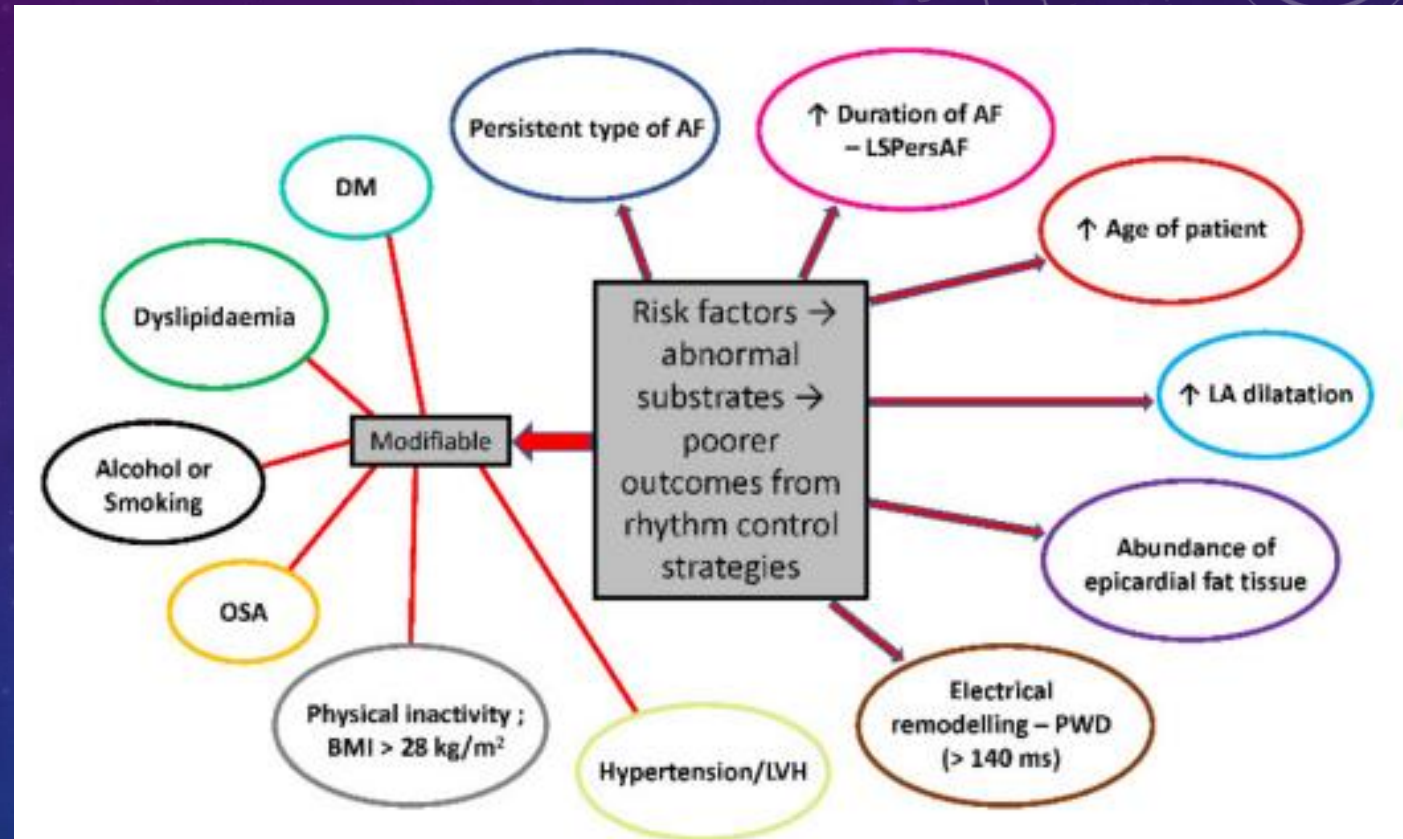 Persistent type of AF
↑ Duration of AF
– LSPersAF
DM
↑ Age of patient
Dyslipidaemia
Risk factors →
abnormal
substrates →
poorer
outcomes from
rhythm control
strategies
↑ LA dilatation
Modifiable
Alcohol or
Smoking
Abundance of
epicardial fat tissue
OSA
Physical inactivity ;
BMI > 28 kg/m²
Hypertension/LVH
Electrical
remodelling – PWD
(> 140 ms)